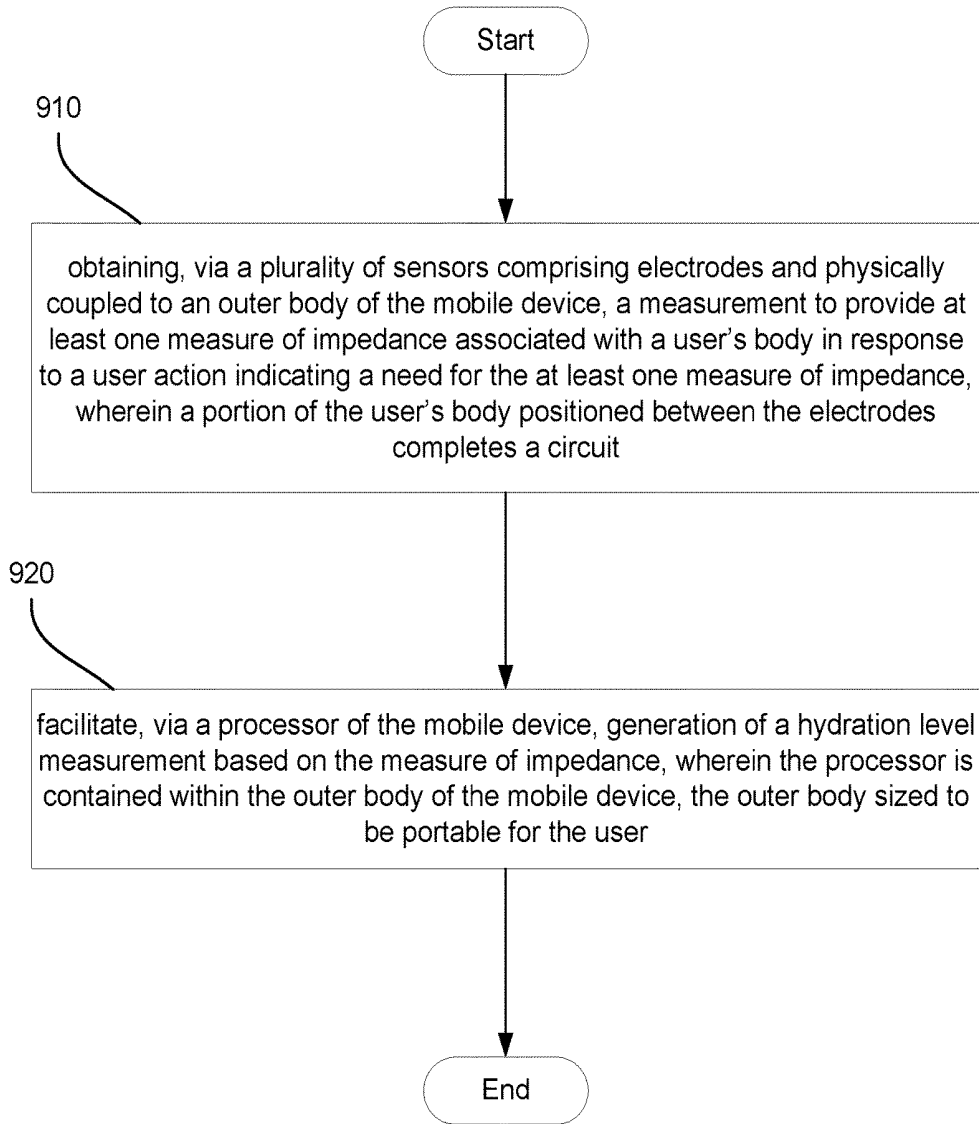 Start
910
obtaining, via a plurality of sensors comprising electrodes and physically
coupled to an outer body of the mobile device, a measurement to provide at
least one measure of impedance associated with a user's body in response
to a user action indicating a need for the at least one measure of impedance,
wherein a portion of the user's body positioned between the electrodes
completes a circuit
920
facilitate, via a processor of the mobile device, generation of a hydration level
measurement based on the measure of impedance, wherein the processor is
contained within the outer body of the mobile device, the outer body sized to
be portable for the user
End